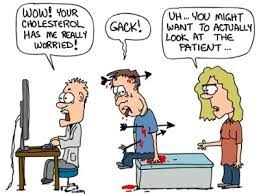 WOW! YOUR
CHOLESTEROL
HAS ME REALLY
WORRIED!
GACK!
UH... YOU MIGHT
WANT TO ACTUALLY
LOOK AT THE
PATIENT...